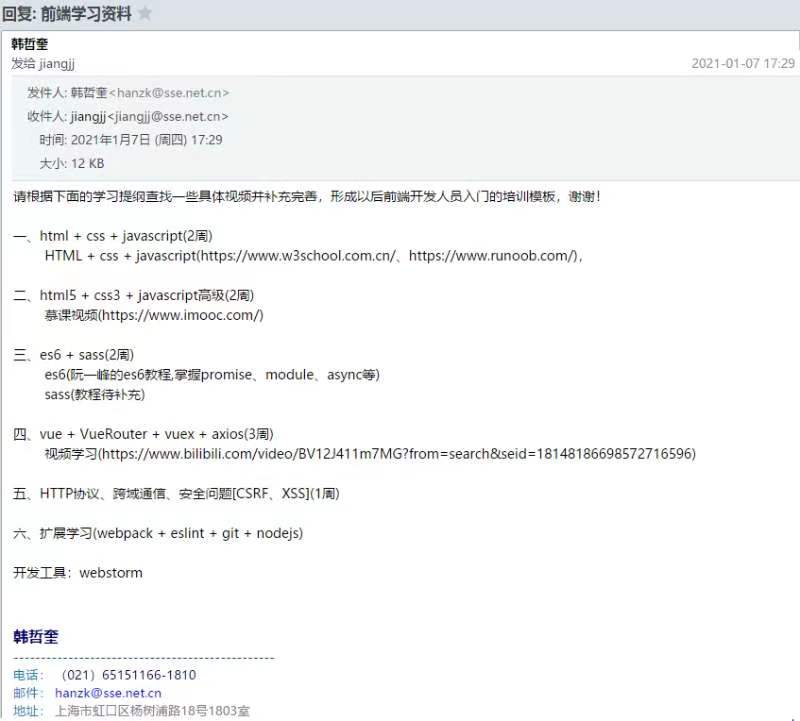 回复: 前端学习资料
韩哲奎
发给 jiangjj 2021-01-07 17:29
发件人: 韩哲奎<hanzk@sse.net.cn>
收件人: jiangjj<jiangjj@sse.net.cn>
时间: 2021年1月7日 (周四) 17:29
大小: 12 KB
请根据下面的学习提纲查找一些具体视频并补充完善，形成以后前端开发人员入门的培训模板，谢谢！
一、html + css + javascript(2周)
HTML + css + javascript(https://www.w3school.com.cn/、https://www.runoob.com/)，
二、html5 + css3 + javascript高级(2周)
慕课视频(https://www.imooc.com/)
三、es6 + sass(2周)
es6(阮一峰的es6教程,掌握promise、module、async等)
sass(教程待补充)
四、vue + VueRouter + vuex + axios(3周)
视频学习(https://www.bilibili.com/video/BV12J411m7MG?from=search&seid=18148186698572716596)
五、HTTP协议、跨域通信、安全问题[CSRF、XSS](1周)
六、扩展学习(webpack + eslint + git + nodejs)
开发工具：webstorm
韩哲奎
-----------------------------------------------
电话： （021）65151166-1810
邮件： hanzk@sse.net.cn
地址： 上海市虹口区杨树浦路18号1803室